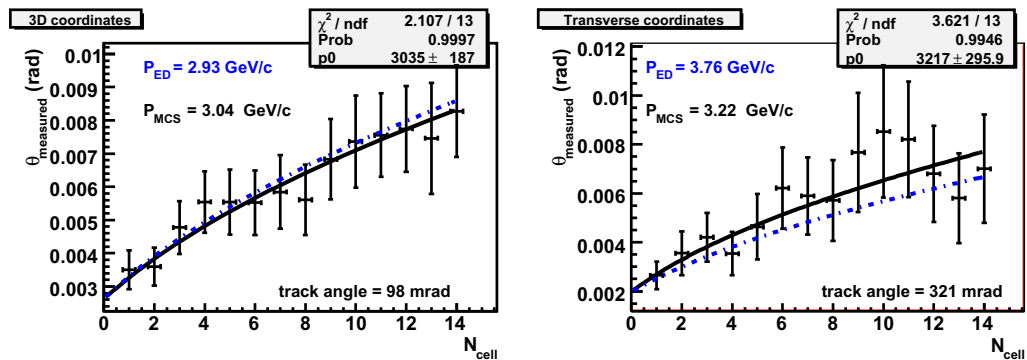 3D coordinates
χ² / ndf 2.107 / 13
Prob 0.9997
p0 3035 ± 187
θmeasured (rad)
0.01
0.009
0.008
0.007
0.006
0.005
0.004
0.003
P_ED = 2.93 GeV/c
P_MCS = 3.04 GeV/c
track angle = 98 mrad
0 2 4 6 8 10 12 14
N_cell
Transverse coordinates
χ² / ndf 3.621 / 13
Prob 0.9946
p0 3217 ± 295.9
θmeasured (rad)
0.012
0.01
0.008
0.006
0.004
0.002
P_ED = 3.76 GeV/c
P_MCS = 3.22 GeV/c
track angle = 321 mrad
0 2 4 6 8 10 12 14
N_cell